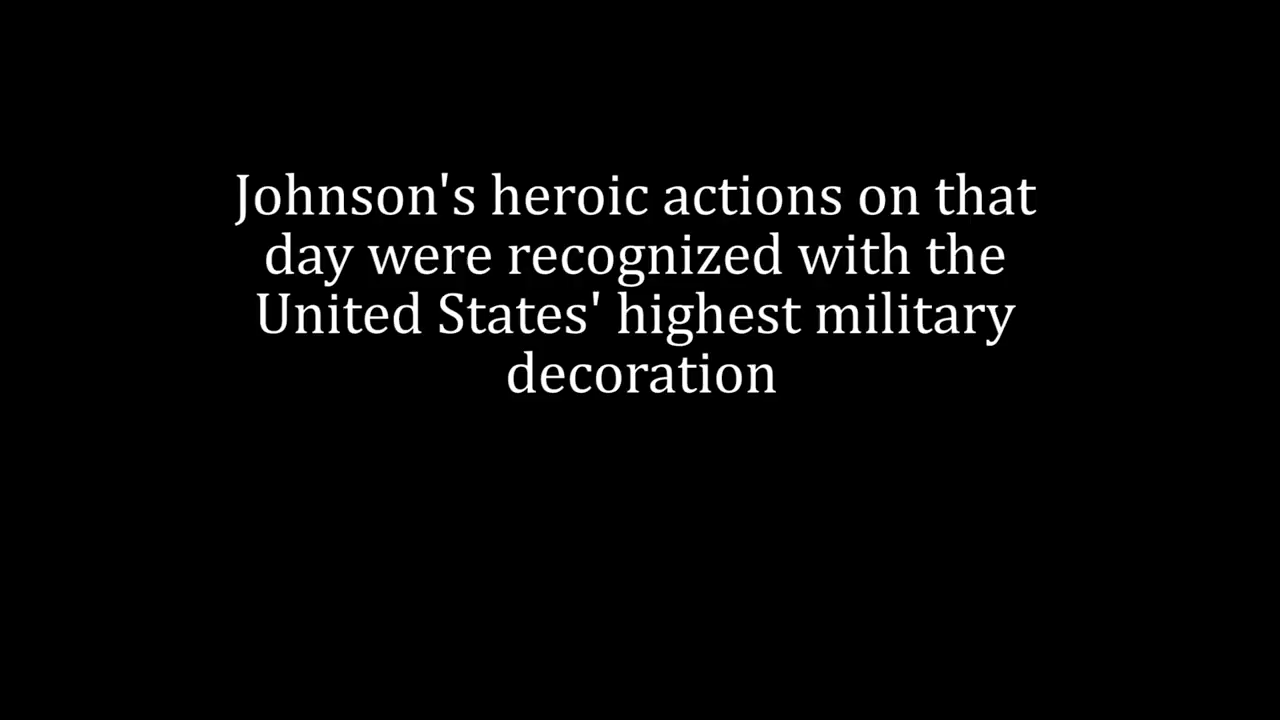 Johnson's heroic actions on that
day were recognized with the
United States' highest military
decoration